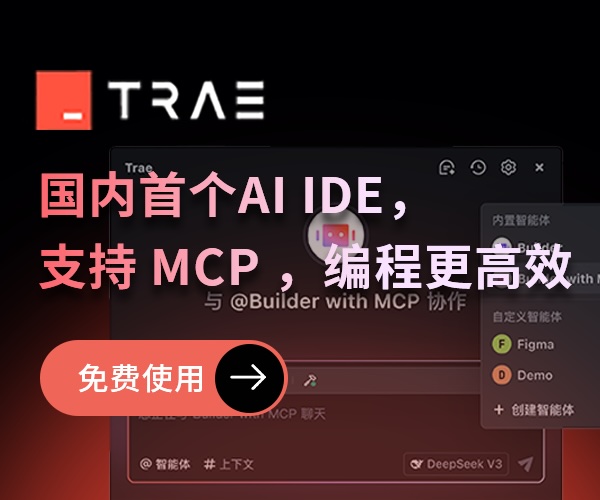 TRAE
Trae
国内首个AI IDE，
支持 MCP ，编程更高效
内置智能体
Builder
Builder with MCP
与 @Builder with MCP 协作
自定义智能体
F Figma
D Demo
+ 创建智能体
免费使用
Builder with MCP 聊天
@ 智能体 # 上下文
DeepSeek V3